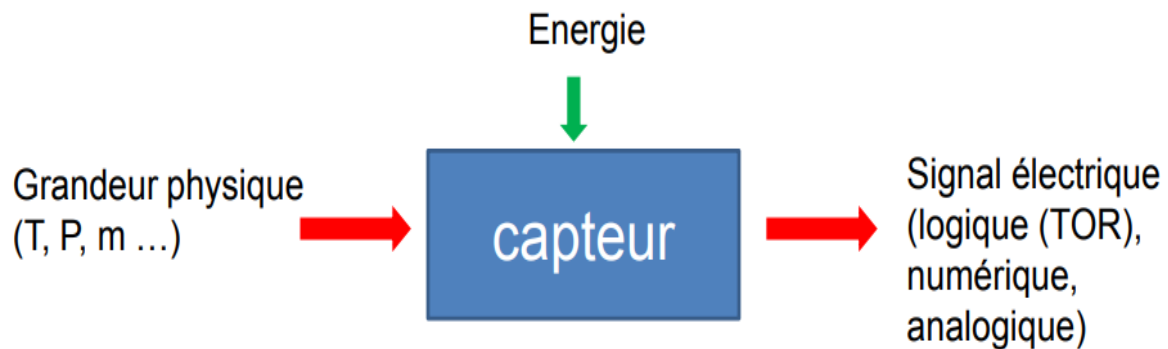 Energie
Grandeur physique
(T, P, m ...)
capteur
Signal électrique
(logique (TOR),
numérique,
analogique)